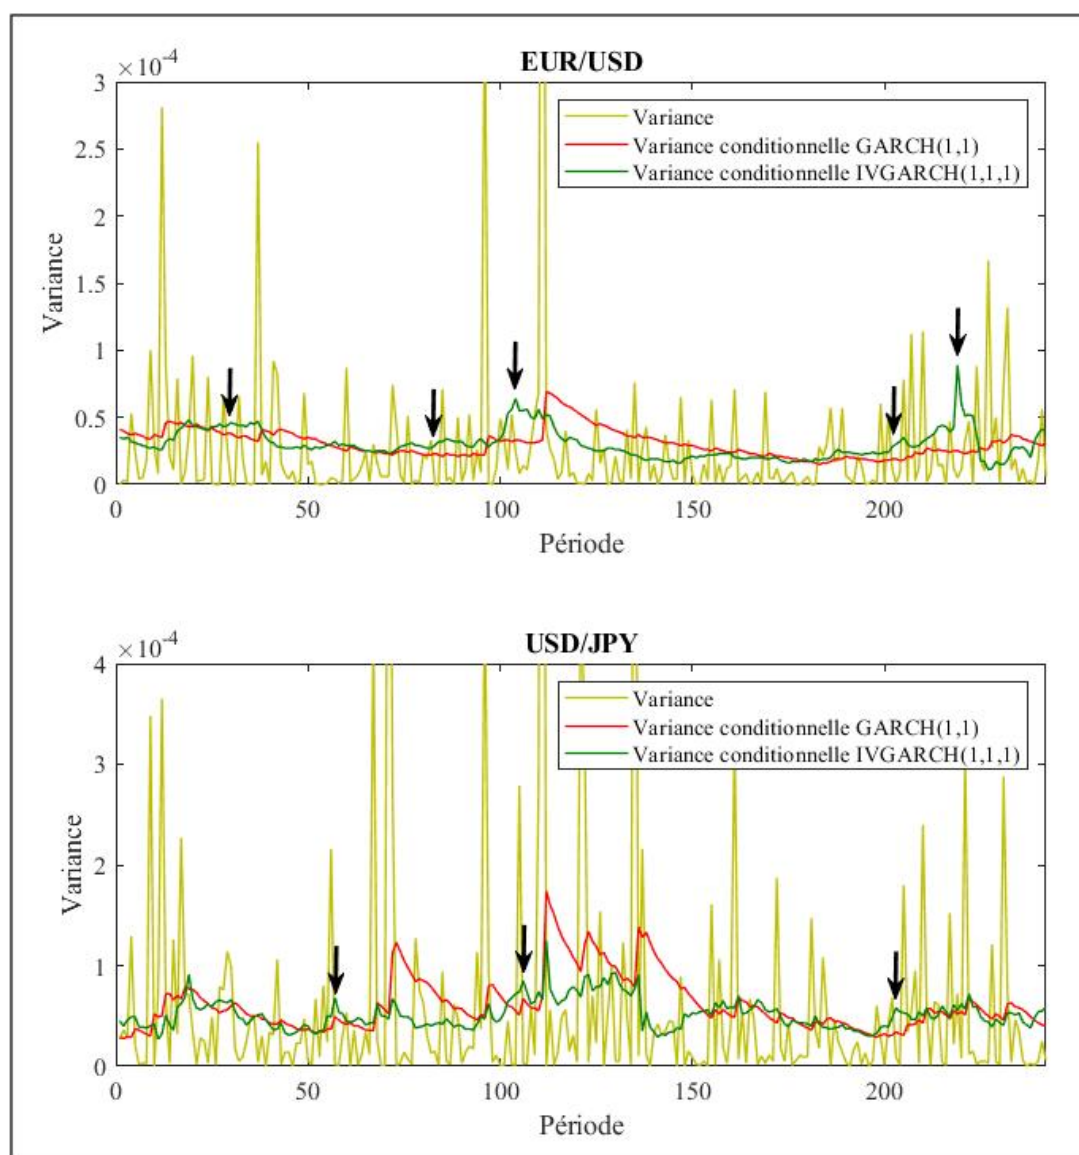 ×10-4
EUR/USD
3
2.5
2
1.5
1
0.5
0
Variance
Variance
Variance conditionnelle GARCH(1,1)
Variance conditionnelle IVGARCH(1,1,1)
0 50 100 150 200
Période
×10-4
USD/JPY
4
3
2
1
0
Variance
Variance
Variance conditionnelle GARCH(1,1)
Variance conditionnelle IVGARCH(1,1,1)
0 50 100 150 200
Période